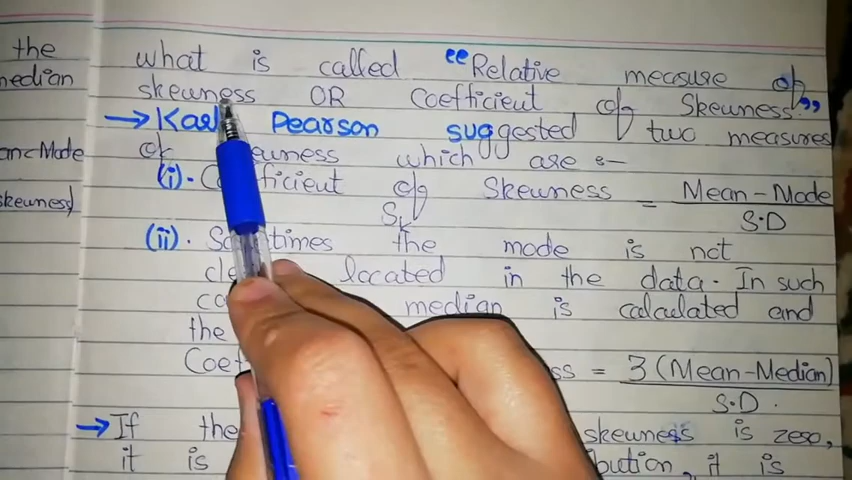 the
median
Mode
skewness)
what is called "Relative measure of
skewness OR Coefficient of Skewness."
→ Karl Pearson suggested two measures
of which are :-
(i). Coefficient of Skewness = Mean-Mode
Sk S.D
(ii). Sometimes the mode is not
located in the data. In such
median is calculated and
the
= 3(Mean-Median)
S.D.
→ If the skewness is zero,
it is it is